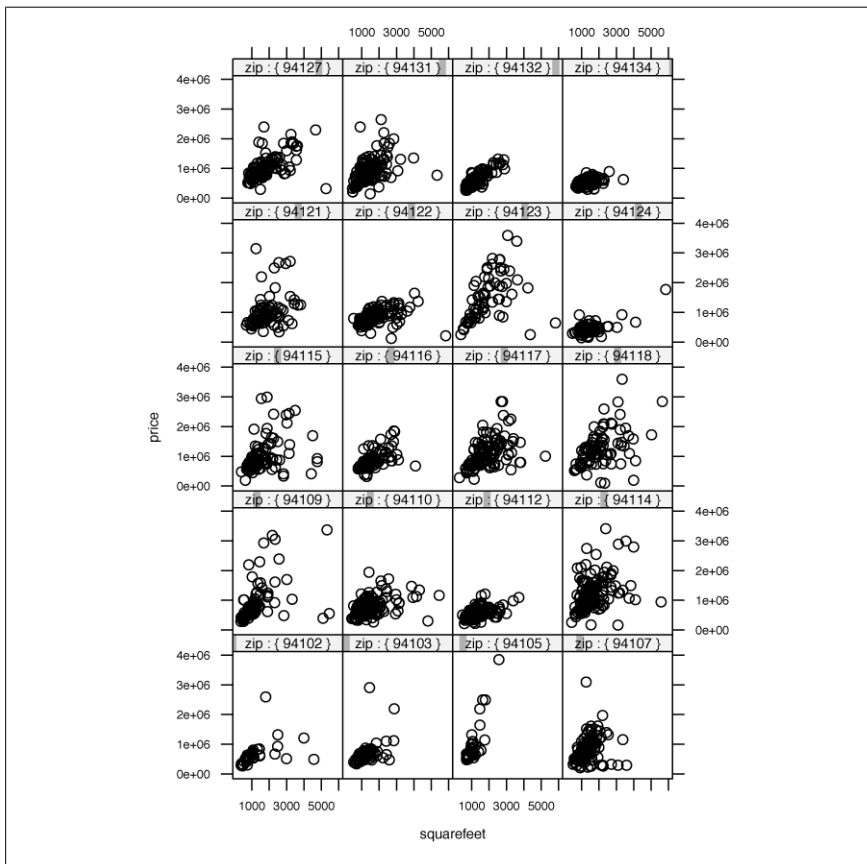 1000 3000 5000
1000 3000 5000
4e+06
3e+06
2e+06
1e+06
0e+00
zip : { 94127 }
zip : { 94131 }
zip : { 94132 }
zip : { 94134 }
zip : { 94121 }
zip : { 94122 }
zip : { 94123 }
zip : { 94124 }
4e+06
3e+06
2e+06
1e+06
0e+00
price
4e+06
3e+06
2e+06
1e+06
0e+00
zip : { 94115 }
zip : { 94116 }
zip : { 94117 }
zip : { 94118 }
zip : { 94109 }
zip : { 94110 }
zip : { 94112 }
zip : { 94114 }
4e+06
3e+06
2e+06
1e+06
0e+00
4e+06
3e+06
2e+06
1e+06
0e+00
zip : { 94102 }
zip : { 94103 }
zip : { 94105 }
zip : { 94107 }
1000 3000 5000
1000 3000 5000
squarefeet